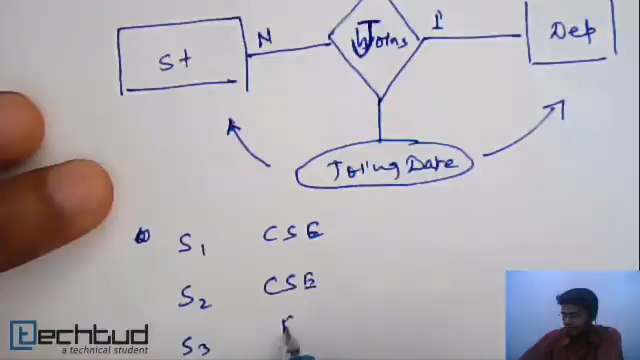 St N Joins 1 Dep
Joing Date
S1 CSE
S2 CSE
S3
techtud
a technical student